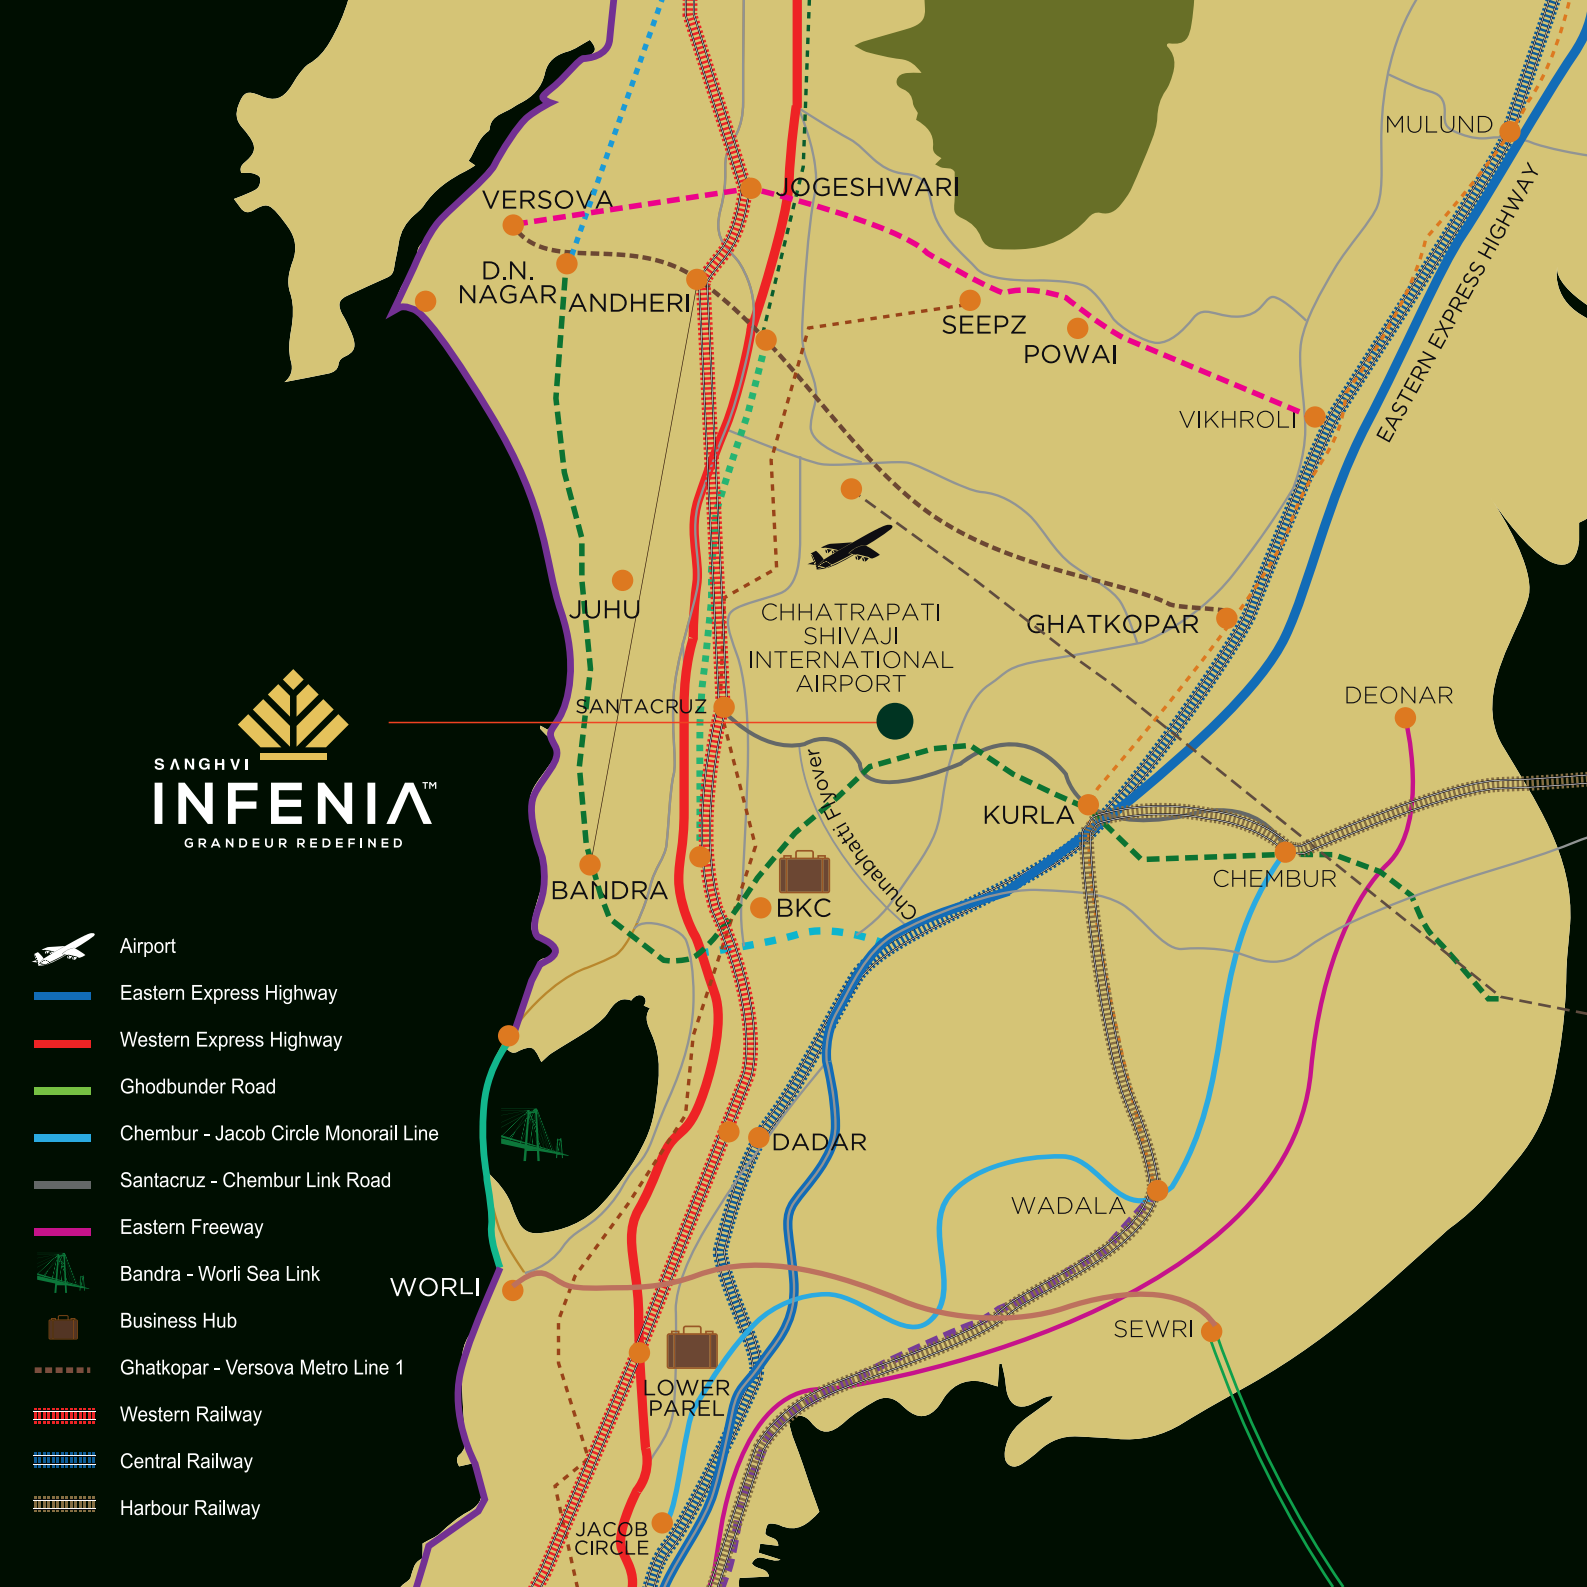 MULUND
JOGESHWARI
VERSOVA
D.N.
NAGAR
ANDHERI
SEEPZ
POWAI
EASTERN EXPRESS HIGHWAY
VIKHROLI
JUHU
CHHATRAPATI
SHIVAJI
INTERNATIONAL
AIRPORT
GHATKOPAR
SANTACRUZ
DEONAR
SANGHVI
INFENIA™
GRANDEUR REDEFINED
Chunabhatti Flyover
KURLA
CHEMBUR
BANDRA
BKC
Airport
Eastern Express Highway
Western Express Highway
Ghodbunder Road
Chembur - Jacob Circle Monorail Line
Santacruz - Chembur Link Road
Eastern Freeway
Bandra - Worli Sea Link
Business Hub
Ghatkopar - Versova Metro Line 1
Western Railway
Central Railway
Harbour Railway
DADAR
WADALA
WORLI
SEWRI
LOWER
PAREL
JACOB
CIRCLE